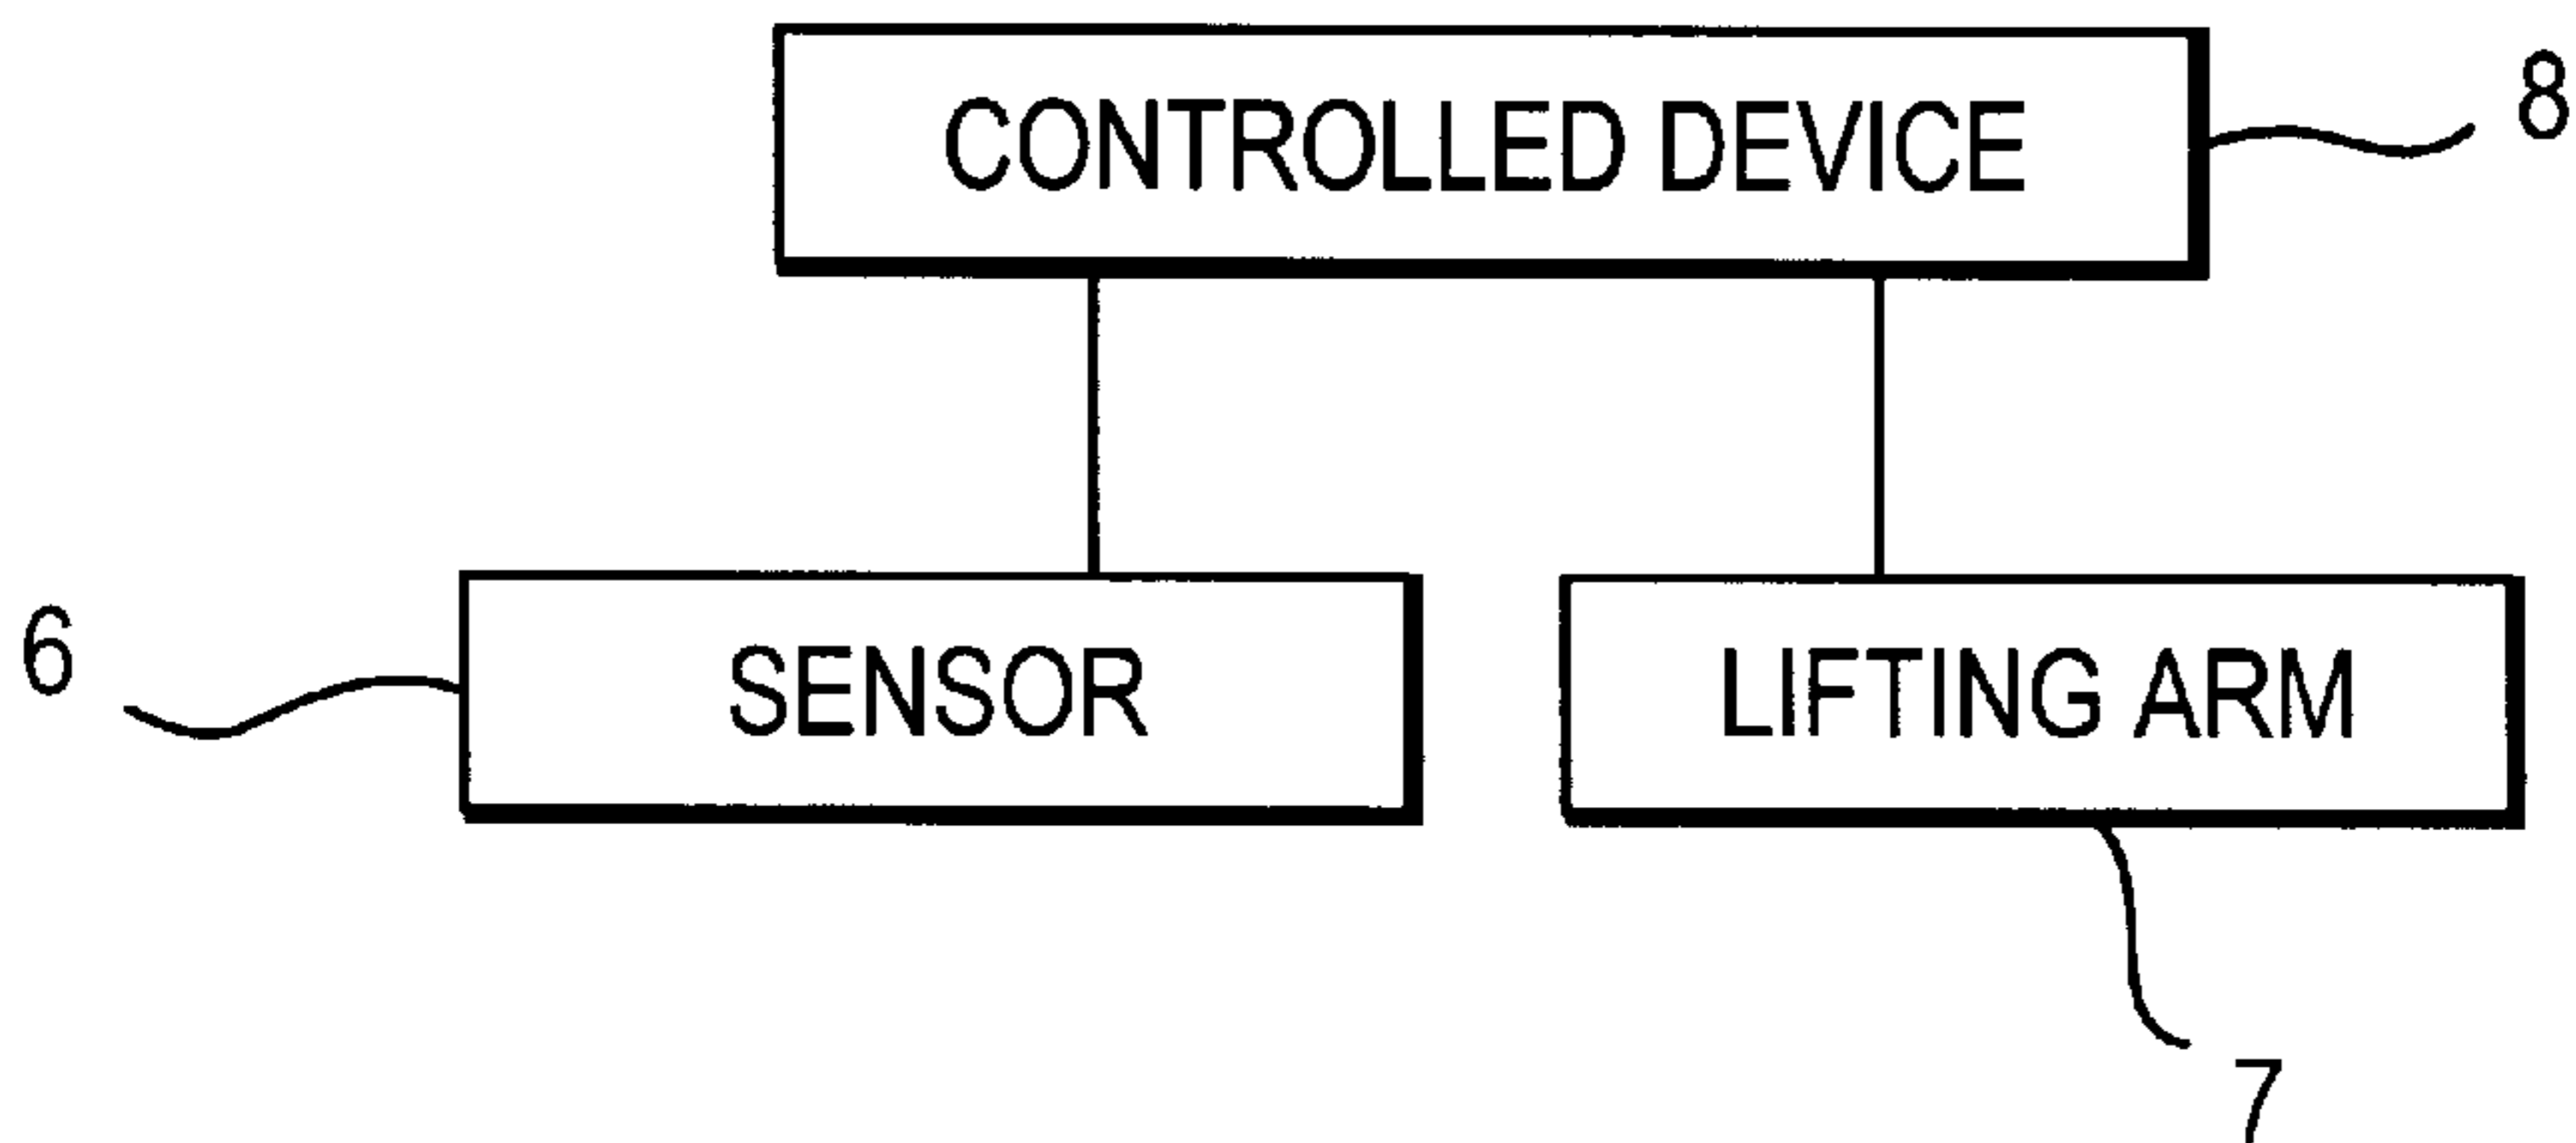 CONTROLLED DEVICE
8
6
SENSOR
LIFTING ARM
7